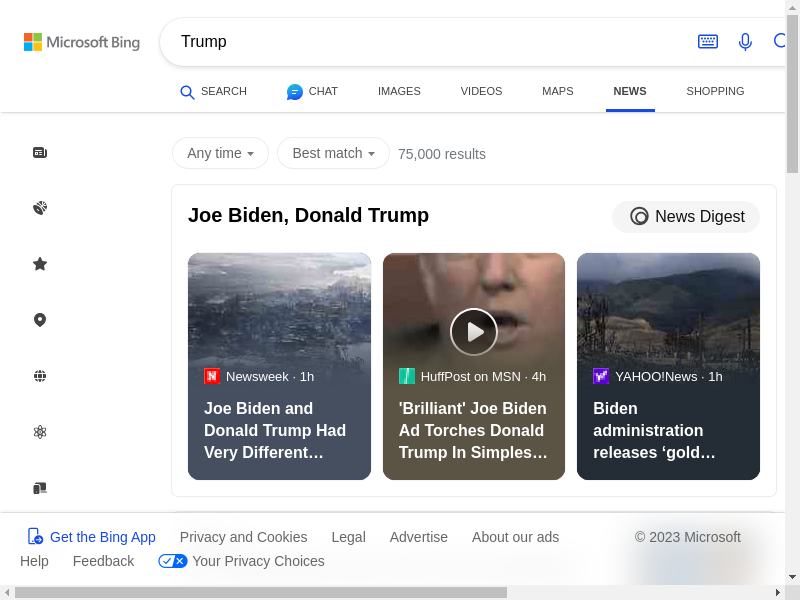 Microsoft Bing
Trump
SEARCH CHAT IMAGES VIDEOS MAPS NEWS SHOPPING
Any time Best match 75,000 results
Joe Biden, Donald Trump
News Digest
Newsweek · 1h
Joe Biden and
Donald Trump Had
Very Different…
HuffPost on MSN · 4h
'Brilliant' Joe Biden
Ad Torches Donald
Trump In Simples…
YAHOO!News · 1h
Biden
administration
releases ‘gold…
Get the Bing App Privacy and Cookies Legal Advertise About our ads © 2023 Microsoft
Help Feedback Your Privacy Choices